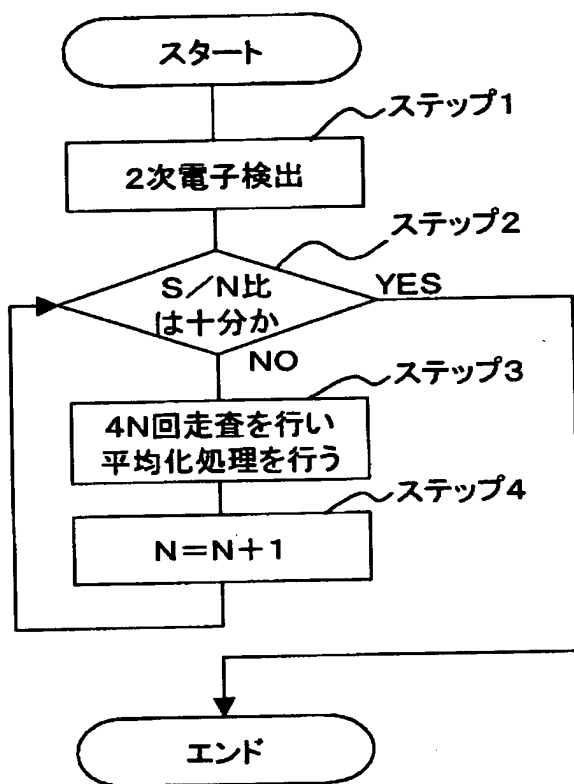 スタート
ステップ1
2次電子検出
ステップ2
S/N比
は十分か
YES
NO
ステップ3
4N回走査を行い
平均化処理を行う
ステップ4
N=N+1
エンド